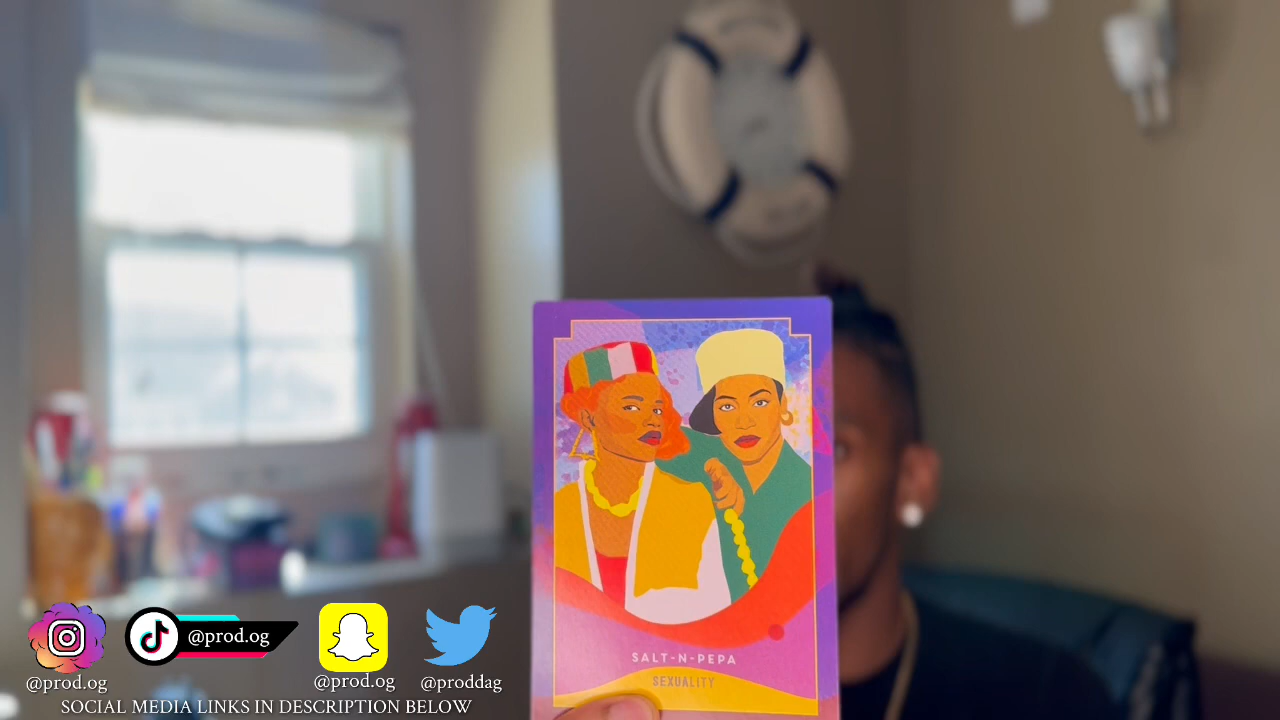 SALT-N-PEPA
SEXUALITY
@prod.og
@prod.og
@prod.og
@proddag
SOCIAL MEDIA LINKS IN DESCRIPTION BELOW